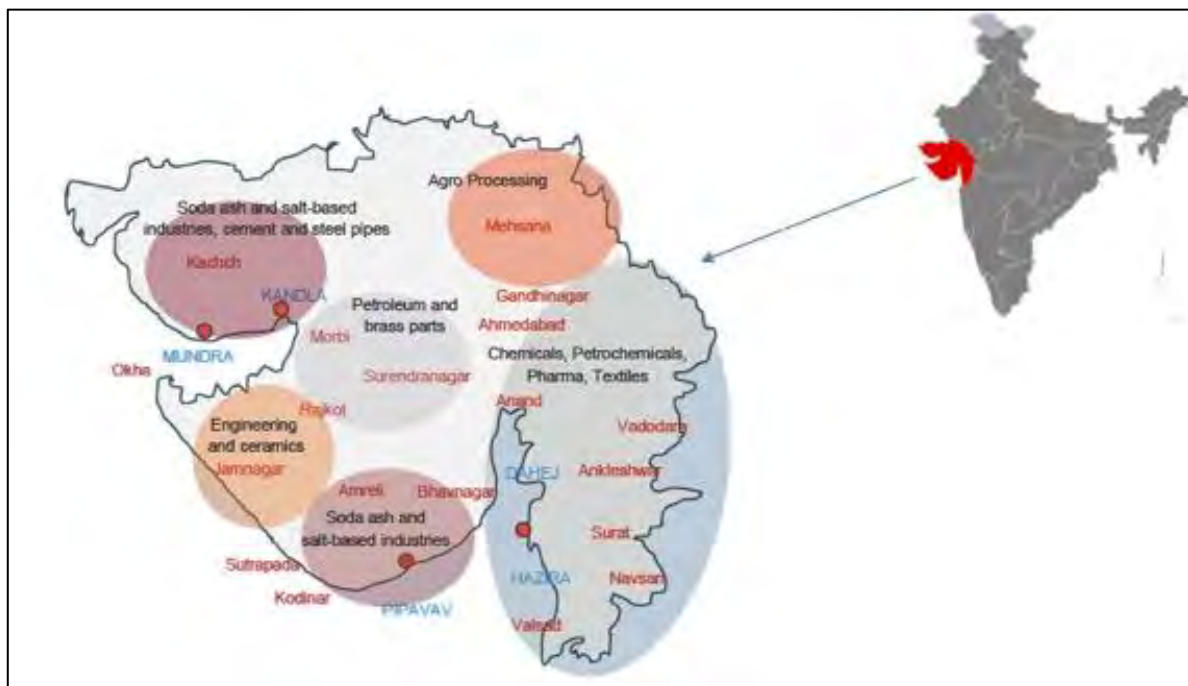 Agro Processing
Mehsana
Soda ash and salt-based
industries, cement and steel pipes
Kachch
KANDLA
MUNDRA
Okha
Petroleum and
brass parts
Morbi
Surendranagar
Rajkot
Gandhinagar
Ahmedabad
Chemicals, Petrochemicals,
Pharma, Textiles
Anand
Vadodara
DAHEJ
Ankleshwar
Surat
HAZIRA
Navsari
Valsad
Engineering
and ceramics
Jamnagar
Amreli
Bhavnagar
Soda ash and
salt-based industries
Sutrapada
Kodinar
PIPAVAV